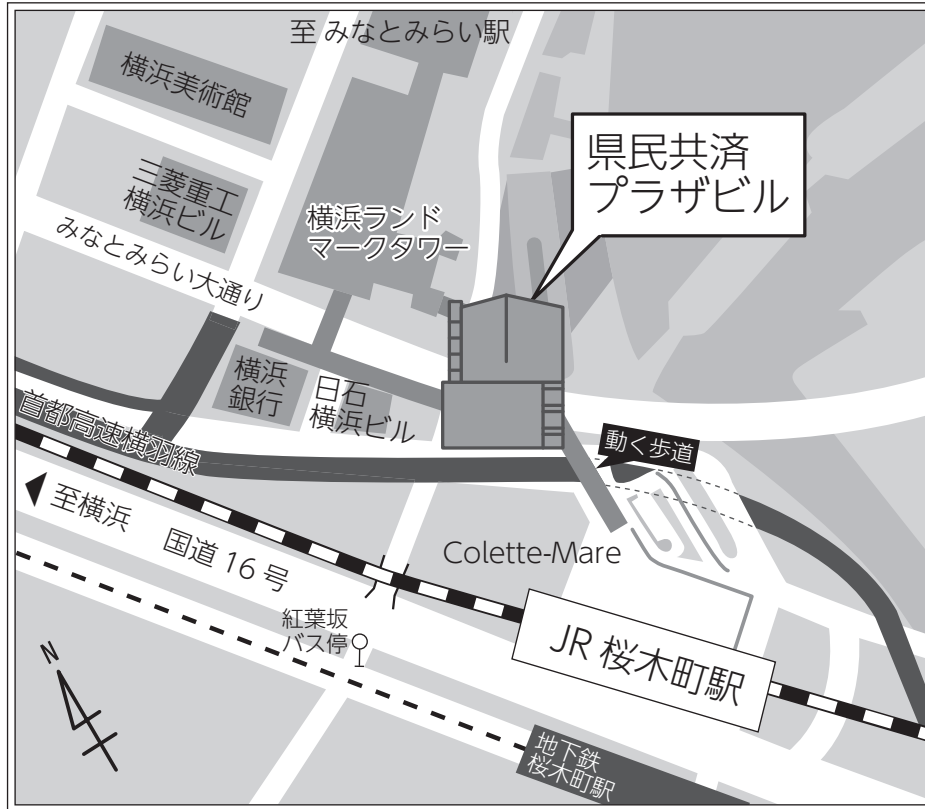 至 みなとみらい駅
横浜美術館
県民共済
プラザビル
三菱重工
横浜ビル
横浜ランド
マークタワー
みなとみらい大通り
横浜
銀行
日石
横浜ビル
首都高速横羽線
動く歩道
至横浜
国道 16 号
Colette-Mare
紅葉坂
バス停
JR 桜木町駅
N
地下鉄
桜木町駅